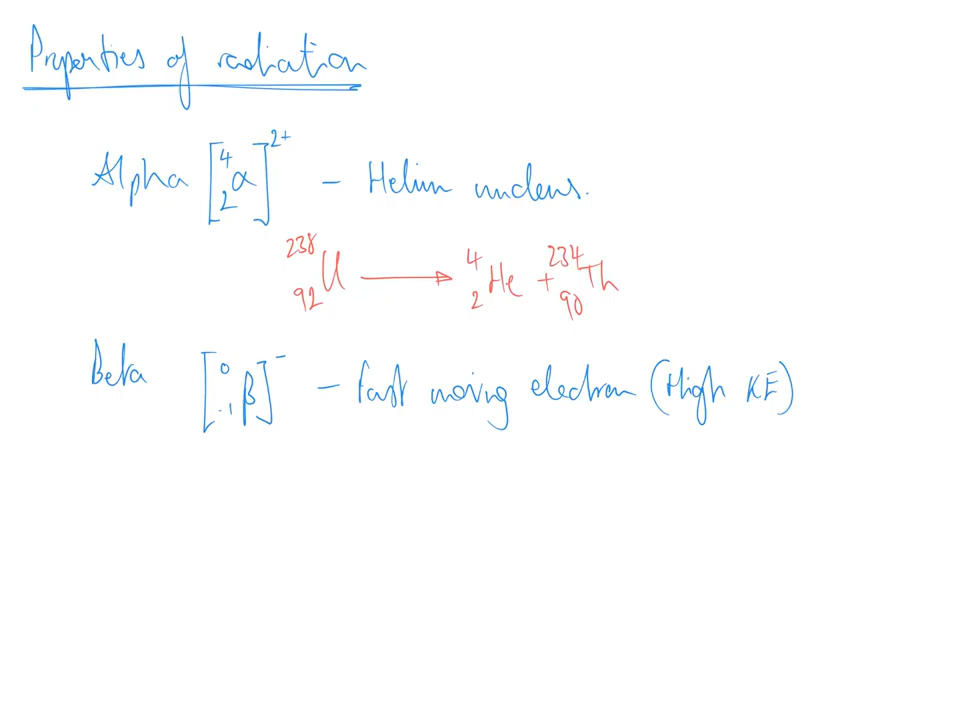 Properties of radiation
Alpha [⁴₂α]²⁺ – Helium nucleus.
²³⁸₉₂U → ⁴₂He + ²³⁴₉₀Th
Beta [⁰₋₁β]⁻ – Fast moving electron (High KE)